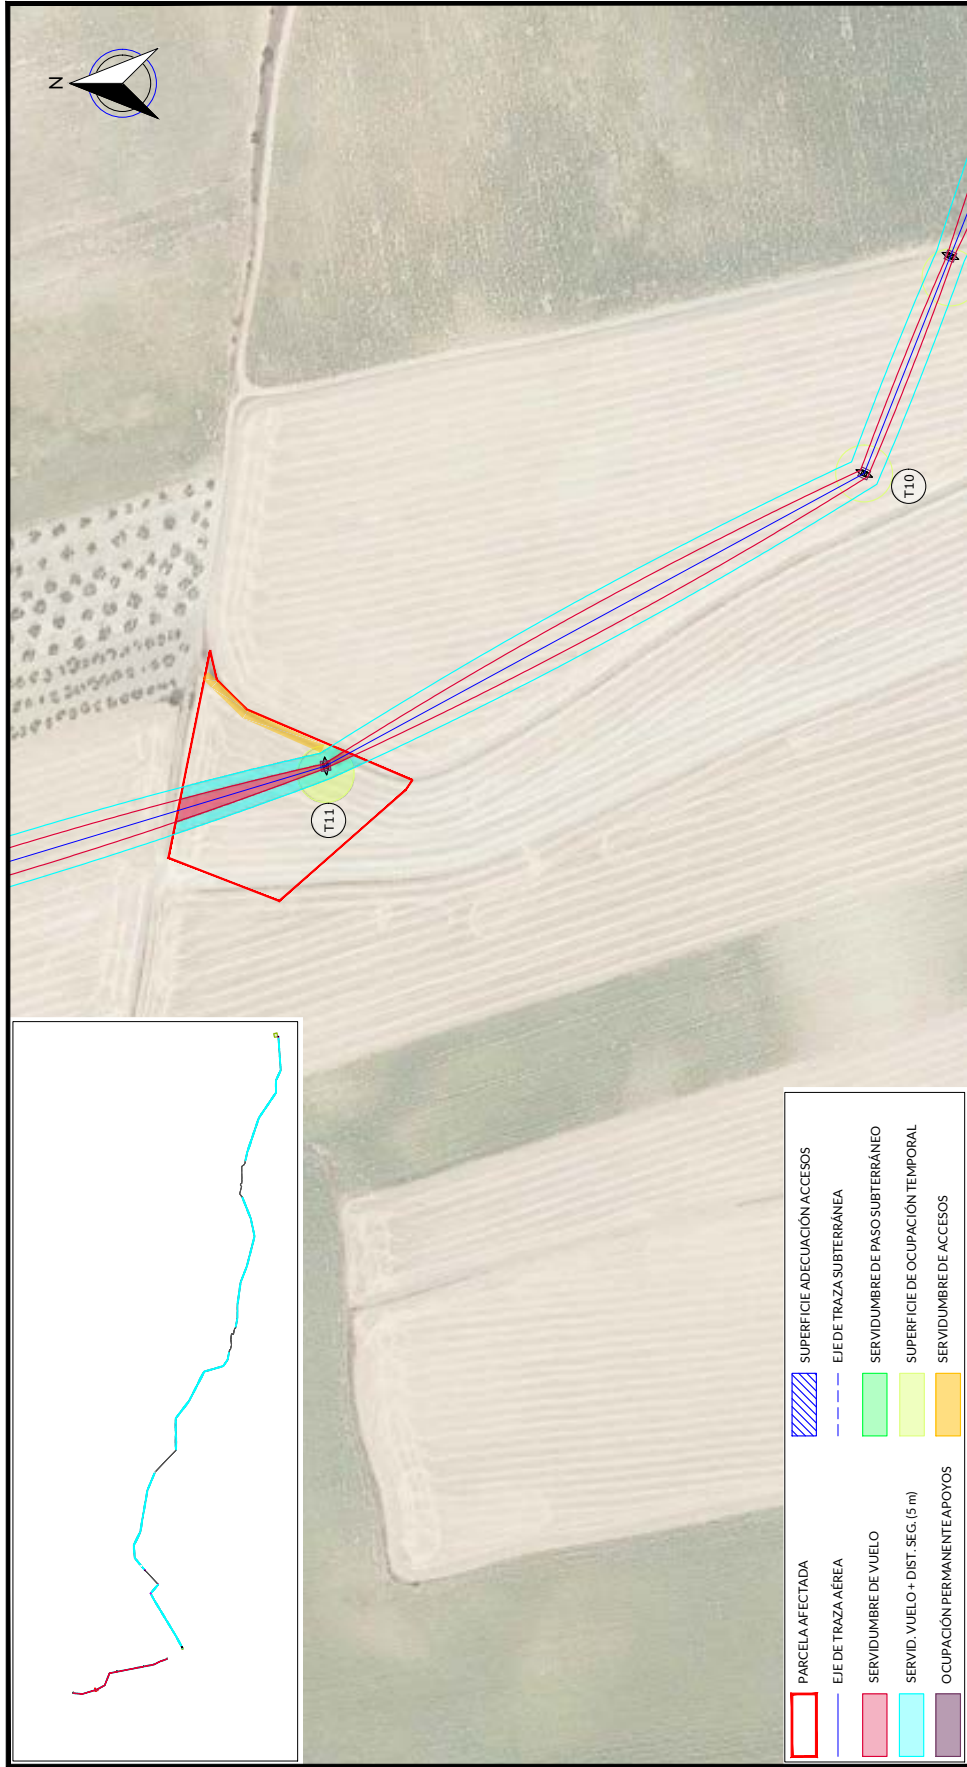 N
T10
T11
PARCELA AFECTADA
EJE DE TRAZA AÉREA
SERVIDUMBRE DE VUELO
SERVID. VUELO + DIST. SEG. (5 m)
OCUPACIÓN PERMANENTE APOYOS
SUPERFICIE ADECUACIÓN ACCESOS
EJE DE TRAZA SUBTERRÁNEA
SERVIDUMBRE DE PASO SUBTERRÁNEO
SUPERFICIE DE OCUPACIÓN TEMPORAL
SERVIDUMBRE DE ACCESOS